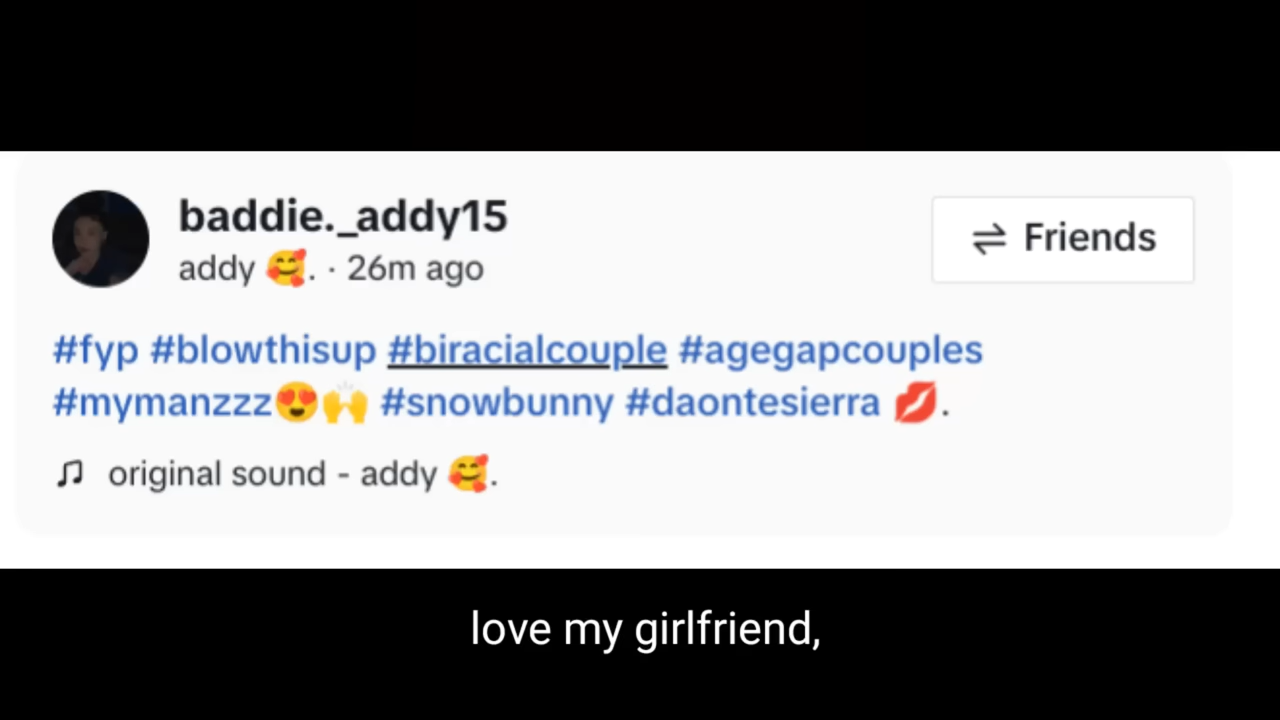 baddie._addy15
addy 🥰. · 26m ago
Friends
#fyp #blowthisup #biracialcouple #agegapcouples
#mymanzzz😍🙌 #snowbunny #daontesierra 💋.
original sound - addy 🥰.
love my girlfriend,